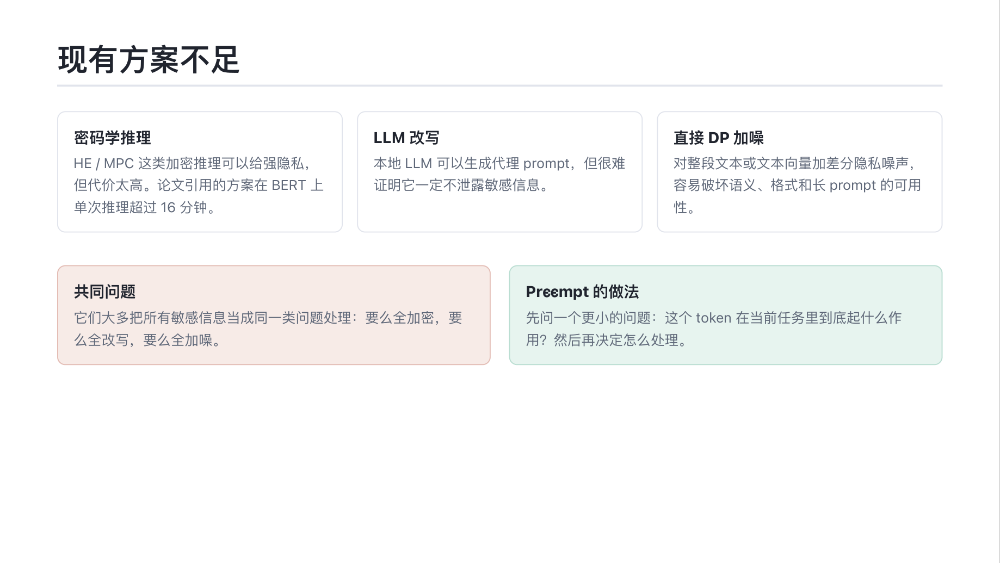 现有方案不足
密码学推理
HE / MPC 这类加密推理可以给强隐私，
但代价太高。论文引用的方案在 BERT 上
单次推理超过 16 分钟。
LLM 改写
本地 LLM 可以生成代理 prompt，但很难
证明它一定不泄露敏感信息。
直接 DP 加噪
对整段文本或文本向量加差分隐私噪声，
容易破坏语义、格式和长 prompt 的可用
性。
共同问题
它们大多把所有敏感信息当成同一类问题处理：要么全加密，要
么全改写，要么全加噪。
Prϵϵmpt 的做法
先问一个更小的问题：这个 token 在当前任务里到底起什么作
用？然后再决定怎么处理。